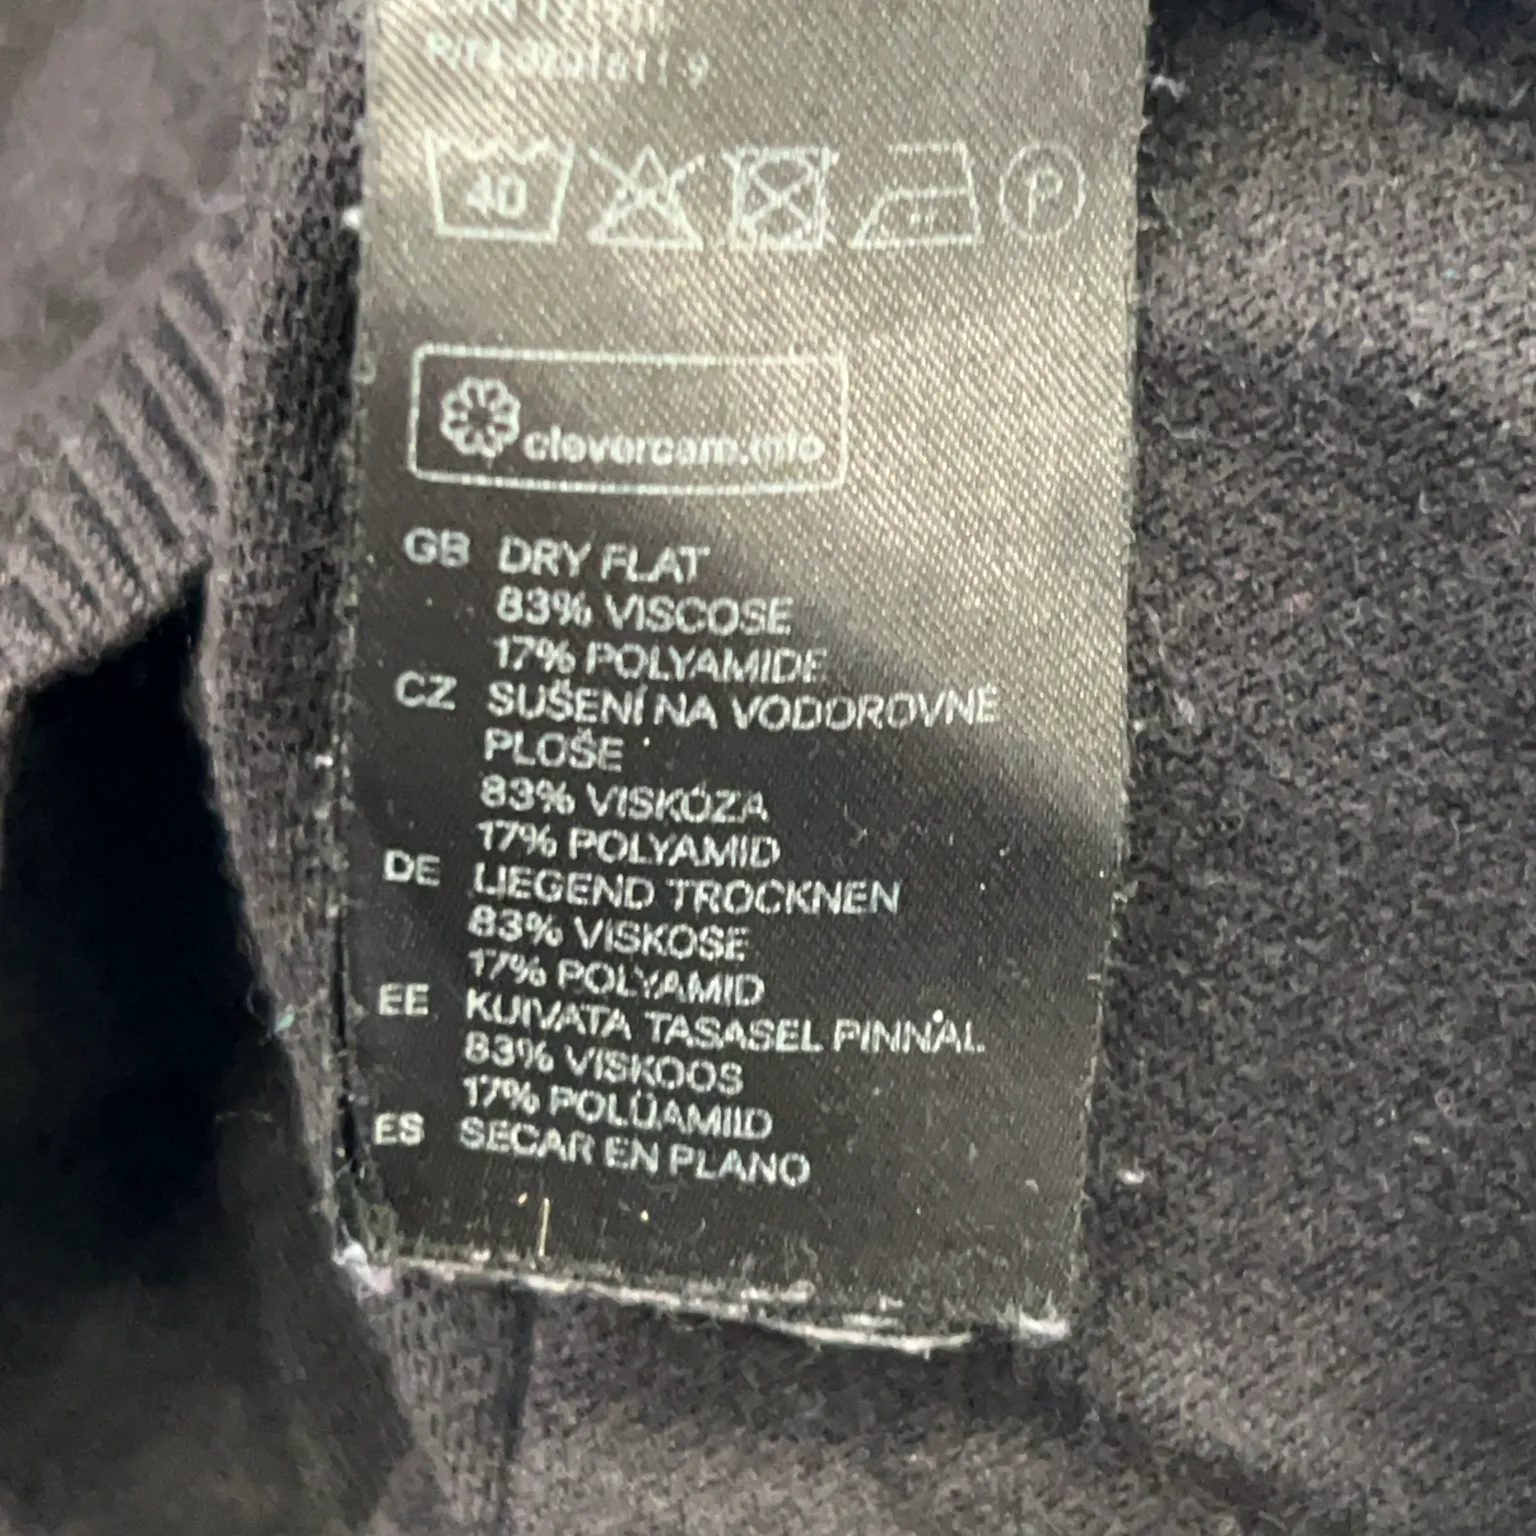 40
P
clevercare.info
GB DRY FLAT
83% VISCOSE
17% POLYAMIDE
CZ SUŠENÍ NA VODOROVNÉ
PLOŠE
83% VISKÓZA
17% POLYAMID
DE LIEGEND TROCKNEN
83% VISKOSE
17% POLYAMID
EE KUIVATA TASASEL PINNAL
83% VISKOOS
17% POLÜAMIID
ES SECAR EN PLANO